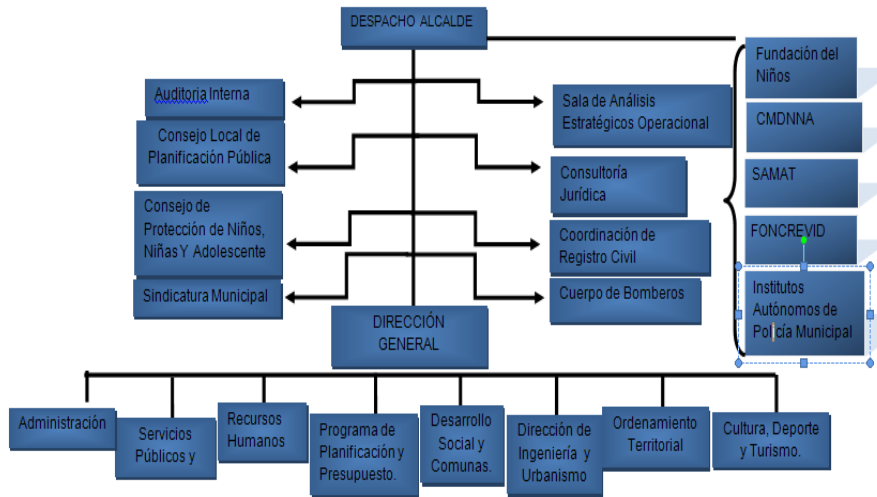 DESPACHO ALCALDE
Auditoria Interna
Consejo Local de
Planificación Pública
Consejo de
Protección de Niños,
Niñas Y Adolescente
Sindicatura Municipal
Sala de Análisis
Estratégicos Operacional
Consultoría
Jurídica
Coordinación de
Registro Civil
Cuerpo de Bomberos
Fundación del
Niños
CMDNNA
SAMAT
FONCREVID
Institutos
Autónomos de
Policía Municipal
DIRECCIÓN
GENERAL
Administración
Servicios
Públicos y
Recursos
Humanos
Programa de
Planificación y
Presupuesto.
Desarrollo
Social y
Comunas.
Dirección de
Ingeniería y
Urbanismo
Ordenamiento
Territorial
Cultura, Deporte
y Turismo.